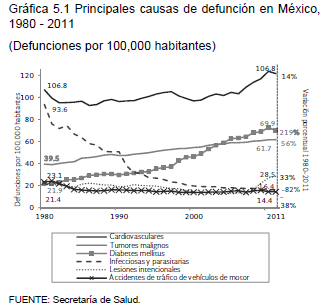 Gráfica 5.1 Principales causas de defunción en México,
1980 - 2011
(Defunciones por 100,000 habitantes)
Defunciones por 100,000 habitantes
120
100
80
60
40
20
0
106.8
93.6
39.5
23.1
21.9
21.4
106.8
69.9
61.7
28.5
16.4
14.4
14%
219%
56%
33%
-82%
-38%
Variación porcentual 1980-2011
1980
1990
2000
2011
Cardiovasculares
Tumores malignos
Diabetes mellitus
Infecciosas y parasitarias
Lesiones intencionales
Accidentes de tráfico de vehículos de motor
FUENTE: Secretaría de Salud.